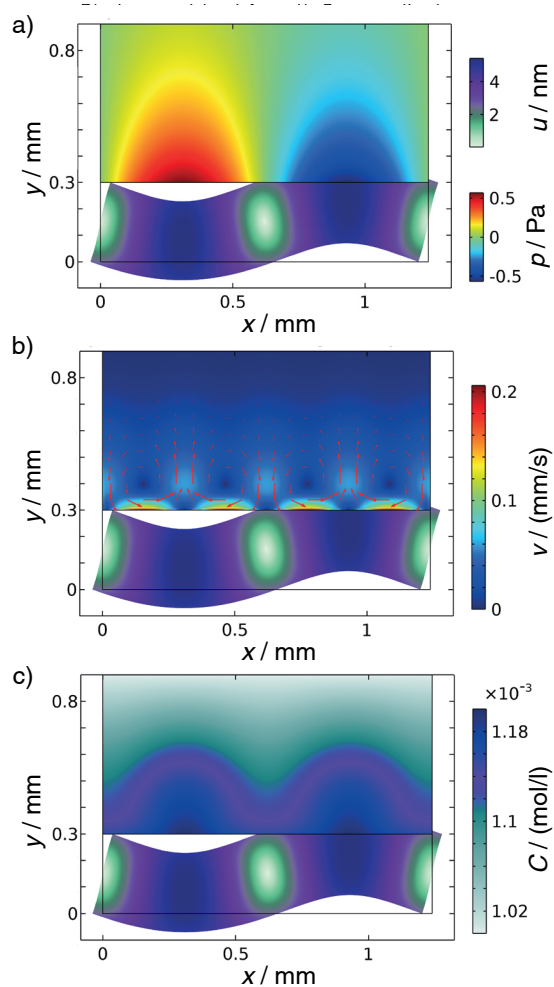 a)
0.8
0.3
0
y / mm
0
0.5
1
x / mm
4
2
u / nm
0.5
0
-0.5
p / Pa
b)
0.8
0.3
0
y / mm
0
0.5
1
x / mm
0.2
0.1
0
v / (mm/s)
c)
0.8
0.3
0
y / mm
0
0.5
1
x / mm
×10⁻³
1.18
1.1
1.02
C / (mol/l)